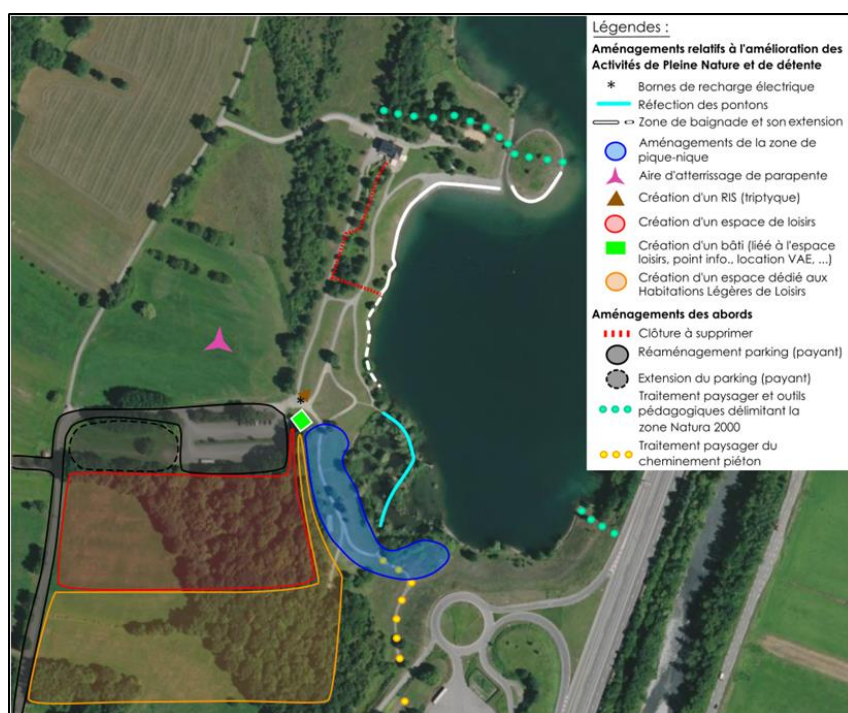 Légendes :
Aménagements relatifs à l'amélioration des
Activités de Pleine Nature et de détente
* Bornes de recharge électrique
Réfection des pontons
Zone de baignade et son extension
Aménagements de la zone de
pique-nique
Aire d'atterrissage de parapente
Création d'un RIS (triptyque)
Création d'un espace de loisirs
Création d'un bâti (liéé à l'espace
loisirs, point info., location VAE, ...)
Création d'un espace dédié aux
Habitations Légères de Loisirs
Aménagements des abords
Clôture à supprimer
Réaménagement parking (payant)
Extension du parking (payant)
Traitement paysager et outils
pédagogiques délimitant la
zone Natura 2000
Traitement paysager du
cheminement piéton